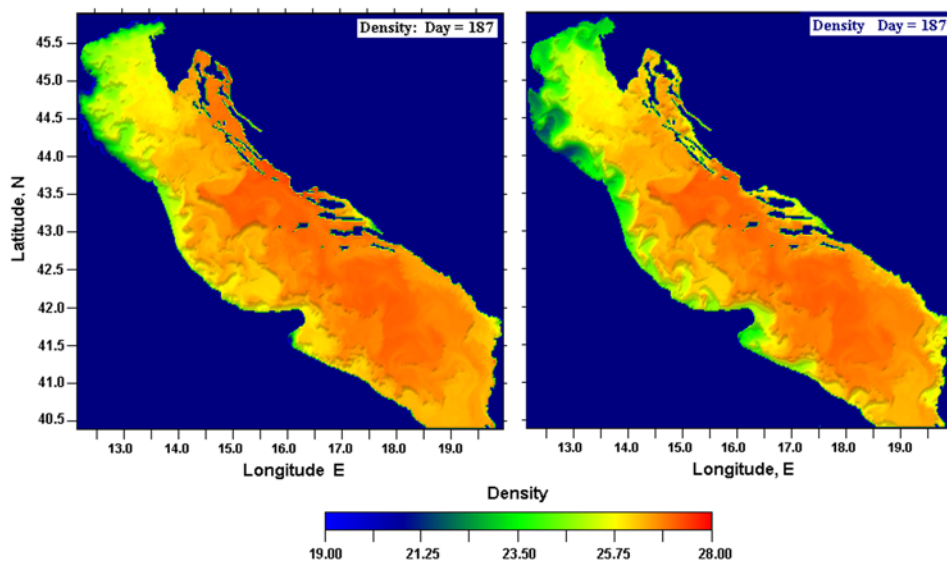 Density: Day = 187
Density Day = 187
Latitude, N
45.5
45.0
44.5
44.0
43.5
43.0
42.5
42.0
41.5
41.0
40.5
13.0 14.0 15.0 16.0 17.0 18.0 19.0
13.0 14.0 15.0 16.0 17.0 18.0 19.0
Longitude E
Longitude, E
Density
19.00 21.25 23.50 25.75 28.00